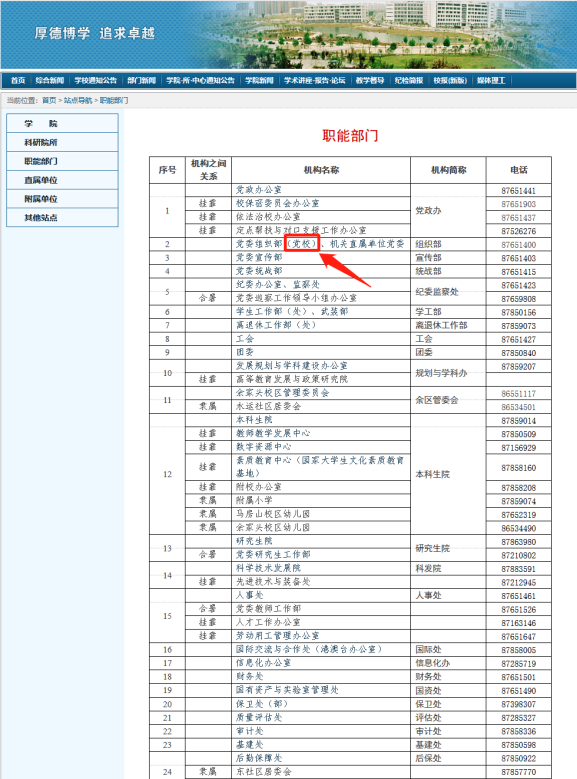 厚德博学 追求卓越
首页 综合新闻 学校通知公告 部门新闻 学院·所·中心通知公告 学院新闻 学术讲座·报告·论坛 教学督导 纪检简报 校报(新版) 媒体理工
当前位置: 首页 > 站点导航 > 职能部门
学 院
科研院所
职能部门
直属单位
附属单位
其他站点
职能部门
序号 机构之间关系 机构名称 机构简称 电话
1 党政办公室 党政办 87651441
挂靠 校保密委员会办公室 87651903
挂靠 依法治校办公室 87651437
挂靠 定点帮扶与对口支援工作办公室 87526276
2 党委组织部(党校)、机关直属单位党委 组织部 87651400
3 党委宣传部 宣传部 87651403
4 党委统战部 统战部 87651415
5 纪委办公室、监察处 纪委监察处 87651423
合署 党委巡察工作领导小组办公室 87659808
6 学生工作部(处)、武装部 学工部 87850156
7 离退休工作部(处) 离退休工作部 87859073
8 工会 工会 87651427
9 团委 团委 87850840
10 发展规划与学科建设办公室 规划与学科办 87859207
挂靠 高等教育发展与政策研究院
11 余家头校区管理委员会 余区管委会 86551117
隶属 水运社区居委会 86534501
12 本科生院 本科生院 87859014
挂靠 教师教学发展中心 87850509
挂靠 数字资源中心 87156929
挂靠 素质教育中心(国家大学生文化素质教育基地) 87858160
挂靠 附校办公室 87858208
隶属 附属小学 87859074
隶属 马房山校区幼儿园 87652319
隶属 余家头校区幼儿园 86534490
13 研究生院 研究生院 87863980
合署 党委研究生工作部 87210802
14 科学技术发展院 科发院 87883591
挂靠 先进技术与装备处 87212945
15 人事处 人事处 87651461
合署 党委教师工作部 87651526
挂靠 人才工作办公室 87163146
挂靠 劳动用工管理办公室 87651647
16 国际交流与合作处(港澳台办公室) 国际处 87858005
17 信息化办公室 信息化办 87285719
18 财务处 财务处 87651501
19 国有资产与实验室管理处 国资处 87651490
20 保卫处(部) 保卫处 87398307
21 质量评估处 评估处 87285327
22 审计处 审计处 87858336
23 基建处 基建处 87850598
24 后勤保障处 后保处 87850922
隶属 东社区居委会 87857770